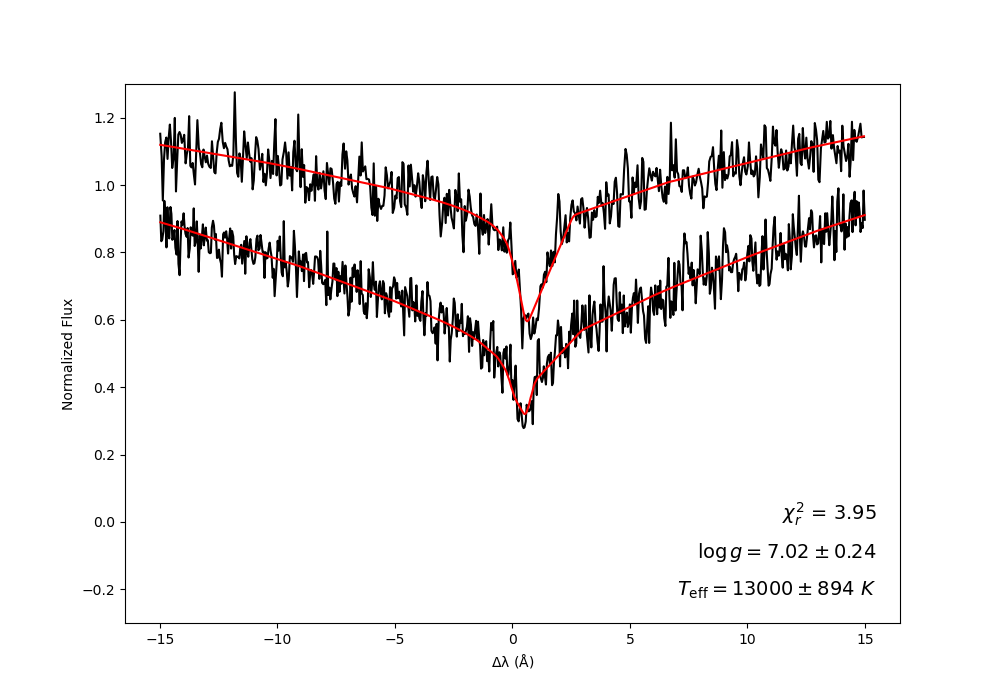 1.2
1.0
0.8
0.6
0.4
0.2
0.0
−0.2
Normalized Flux
χ²ᵣ = 3.95
log g = 7.02 ± 0.24
T_eff = 13000 ± 894 K
−15 −10 −5 0 5 10 15
Δλ (Å)